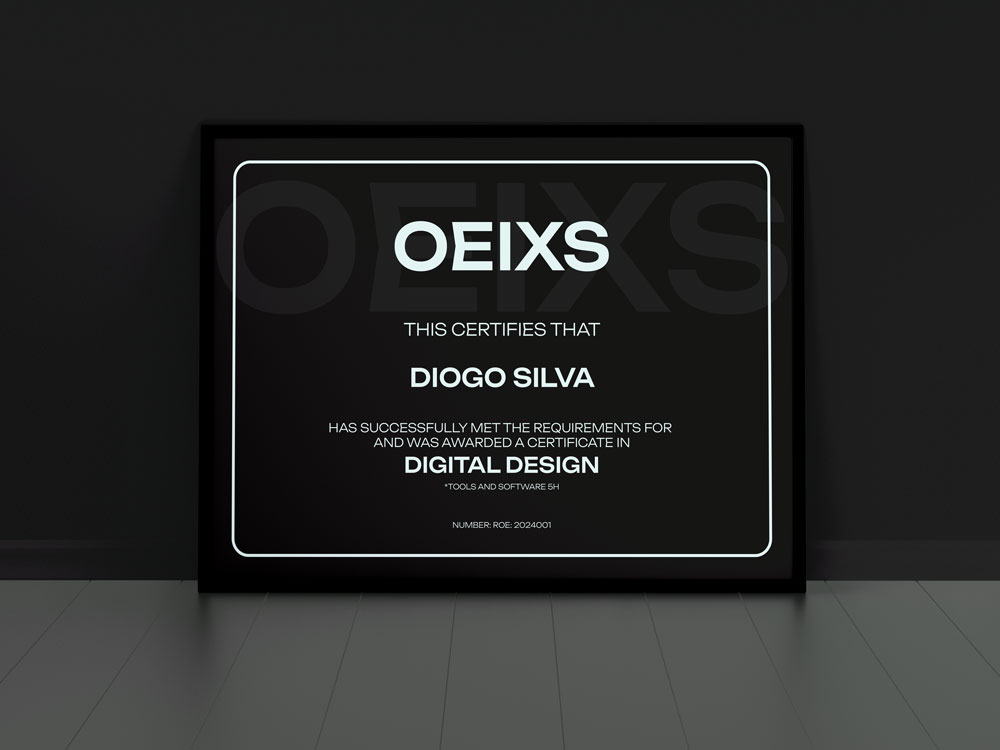 OEIXS
OEIXS
THIS CERTIFIES THAT
DIOGO SILVA
HAS SUCCESSFULLY MET THE REQUIREMENTS FOR
AND WAS AWARDED A CERTIFICATE IN
DIGITAL DESIGN
*TOOLS AND SOFTWARE 5H
NUMBER: ROE: 2024001